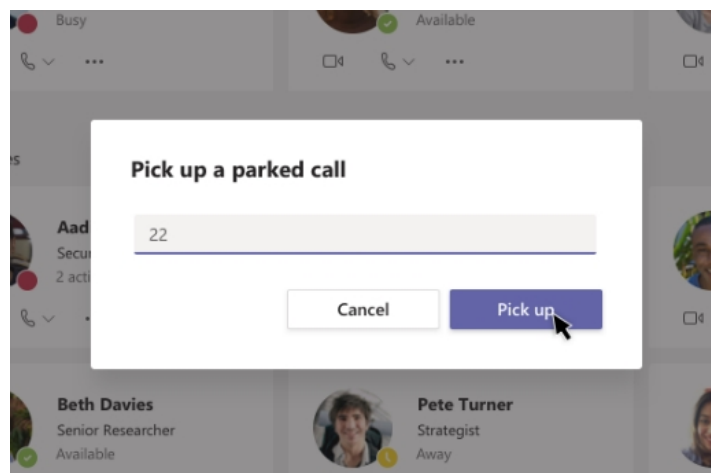 Busy
Available
Pick up a parked call
Aad
22
2 acti
Cancel
Pick up
Beth Davies
Pete Turner
Senior Researcher
Strategist
Available
Away